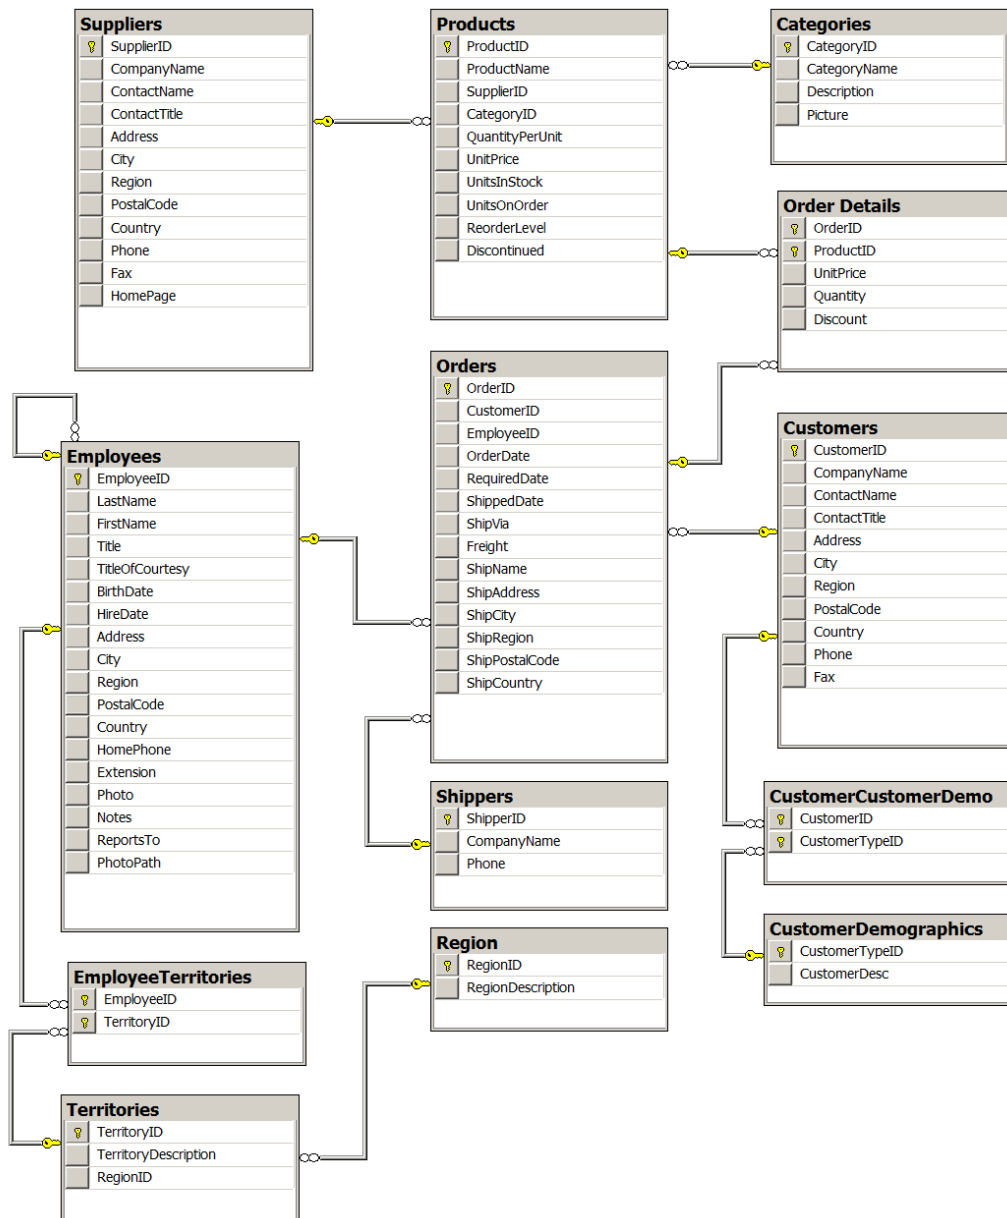 Suppliers
SupplierID
CompanyName
ContactName
ContactTitle
Address
City
Region
PostalCode
Country
Phone
Fax
HomePage
Products
ProductID
ProductName
SupplierID
CategoryID
QuantityPerUnit
UnitPrice
UnitsInStock
UnitsOnOrder
ReorderLevel
Discontinued
Categories
CategoryID
CategoryName
Description
Picture
Order Details
OrderID
ProductID
UnitPrice
Quantity
Discount
Employees
EmployeeID
LastName
FirstName
Title
TitleOfCourtesy
BirthDate
HireDate
Address
City
Region
PostalCode
Country
HomePhone
Extension
Photo
Notes
ReportsTo
PhotoPath
Orders
OrderID
CustomerID
EmployeeID
OrderDate
RequiredDate
ShippedDate
ShipVia
Freight
ShipName
ShipAddress
ShipCity
ShipRegion
ShipPostalCode
ShipCountry
Customers
CustomerID
CompanyName
ContactName
ContactTitle
Address
City
Region
PostalCode
Country
Phone
Fax
Shippers
ShipperID
CompanyName
Phone
CustomerCustomerDemo
CustomerID
CustomerTypeID
CustomerDemographics
CustomerTypeID
CustomerDesc
Region
RegionID
RegionDescription
EmployeeTerritories
EmployeeID
TerritoryID
Territories
TerritoryID
TerritoryDescription
RegionID